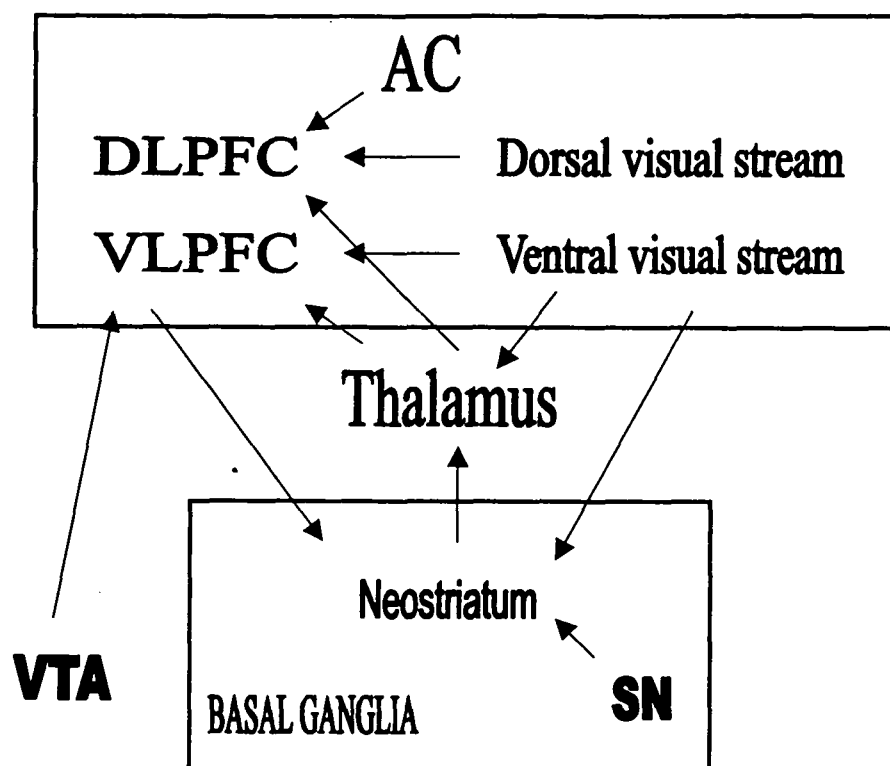 AC
DLPFC
Dorsal visual stream
VLPFC
Ventral visual stream
Thalamus
Neostriatum
VTA
SN
BASAL GANGLIA